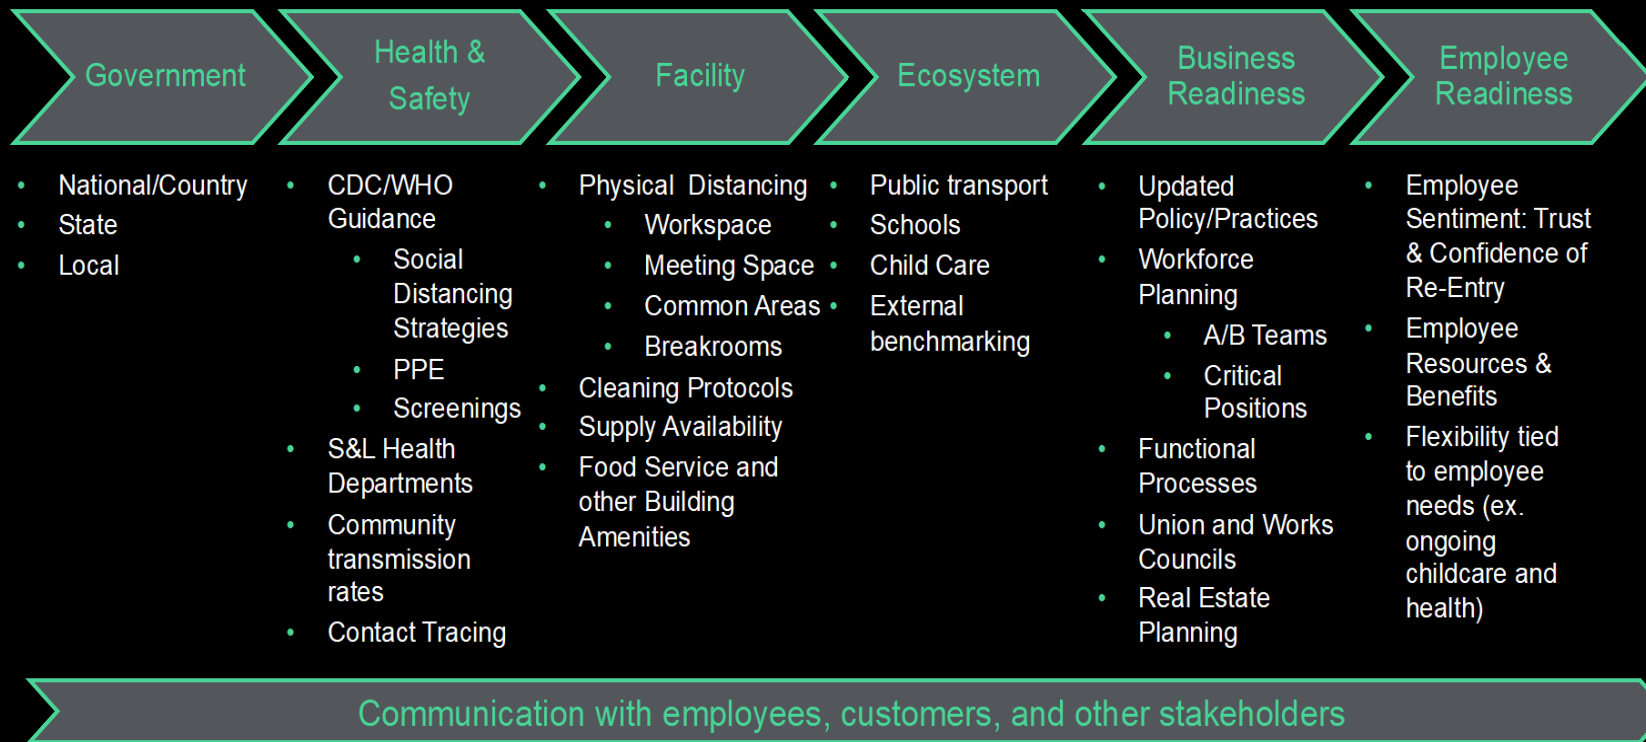 Government
Health &
Safety
Facility
Ecosystem
Business
Readiness
Employee
Readiness
• National/Country
• State
• Local
• CDC/WHO
Guidance
• Social
Distancing
Strategies
• PPE
• Screenings
• S&L Health
Departments
• Community
transmission
rates
• Contact Tracing
• Physical Distancing
• Workspace
• Meeting Space
• Common Areas
• Breakrooms
• Cleaning Protocols
• Supply Availability
• Food Service and
other Building
Amenities
• Public transport
• Schools
• Child Care
• External
benchmarking
• Updated
Policy/Practices
• Workforce
Planning
• A/B Teams
• Critical
Positions
• Functional
Processes
• Union and Works
Councils
• Real Estate
Planning
• Employee
Sentiment: Trust
& Confidence of
Re-Entry
• Employee
Resources &
Benefits
• Flexibility tied
to employee
needs (ex.
ongoing
childcare and
health)
Communication with employees, customers, and other stakeholders